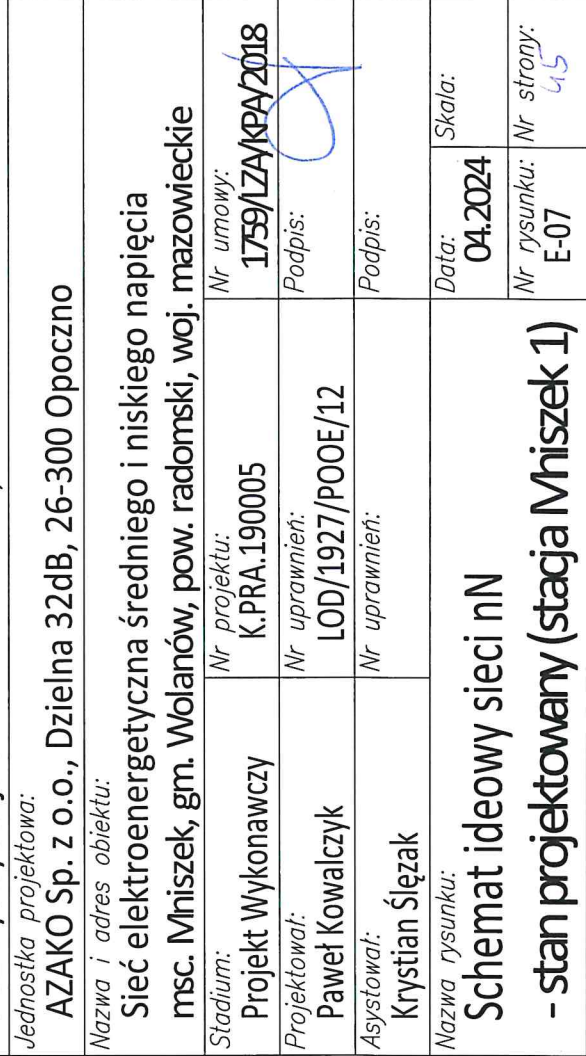 Jednostka projektowa:
AZAKO Sp. z o.o., Dzielna 32dB, 26-300 Opoczno
Nazwa i adres obiektu:
Sieć elektroenergetyczna średniego i niskiego napięcia
msc. Mniszek, gm. Wolanów, pow. radomski, woj. mazowieckie
Stadium:
Projekt Wykonawczy
Nr projektu:
K.PRA.190005
Nr umowy:
1759/LZA/KPA/2018
Projektował:
Paweł Kowalczyk
Nr uprawnień:
LOD/1927/POOE/12
Podpis:
Asystował:
Krystian Ślęzak
Nr uprawnień:
Podpis:
Nazwa rysunku:
Schemat ideowy sieci nN
- stan projektowany (stacja Mniszek 1)
Data:
04.2024
Skala:
Nr rysunku:
E-07
Nr strony:
45